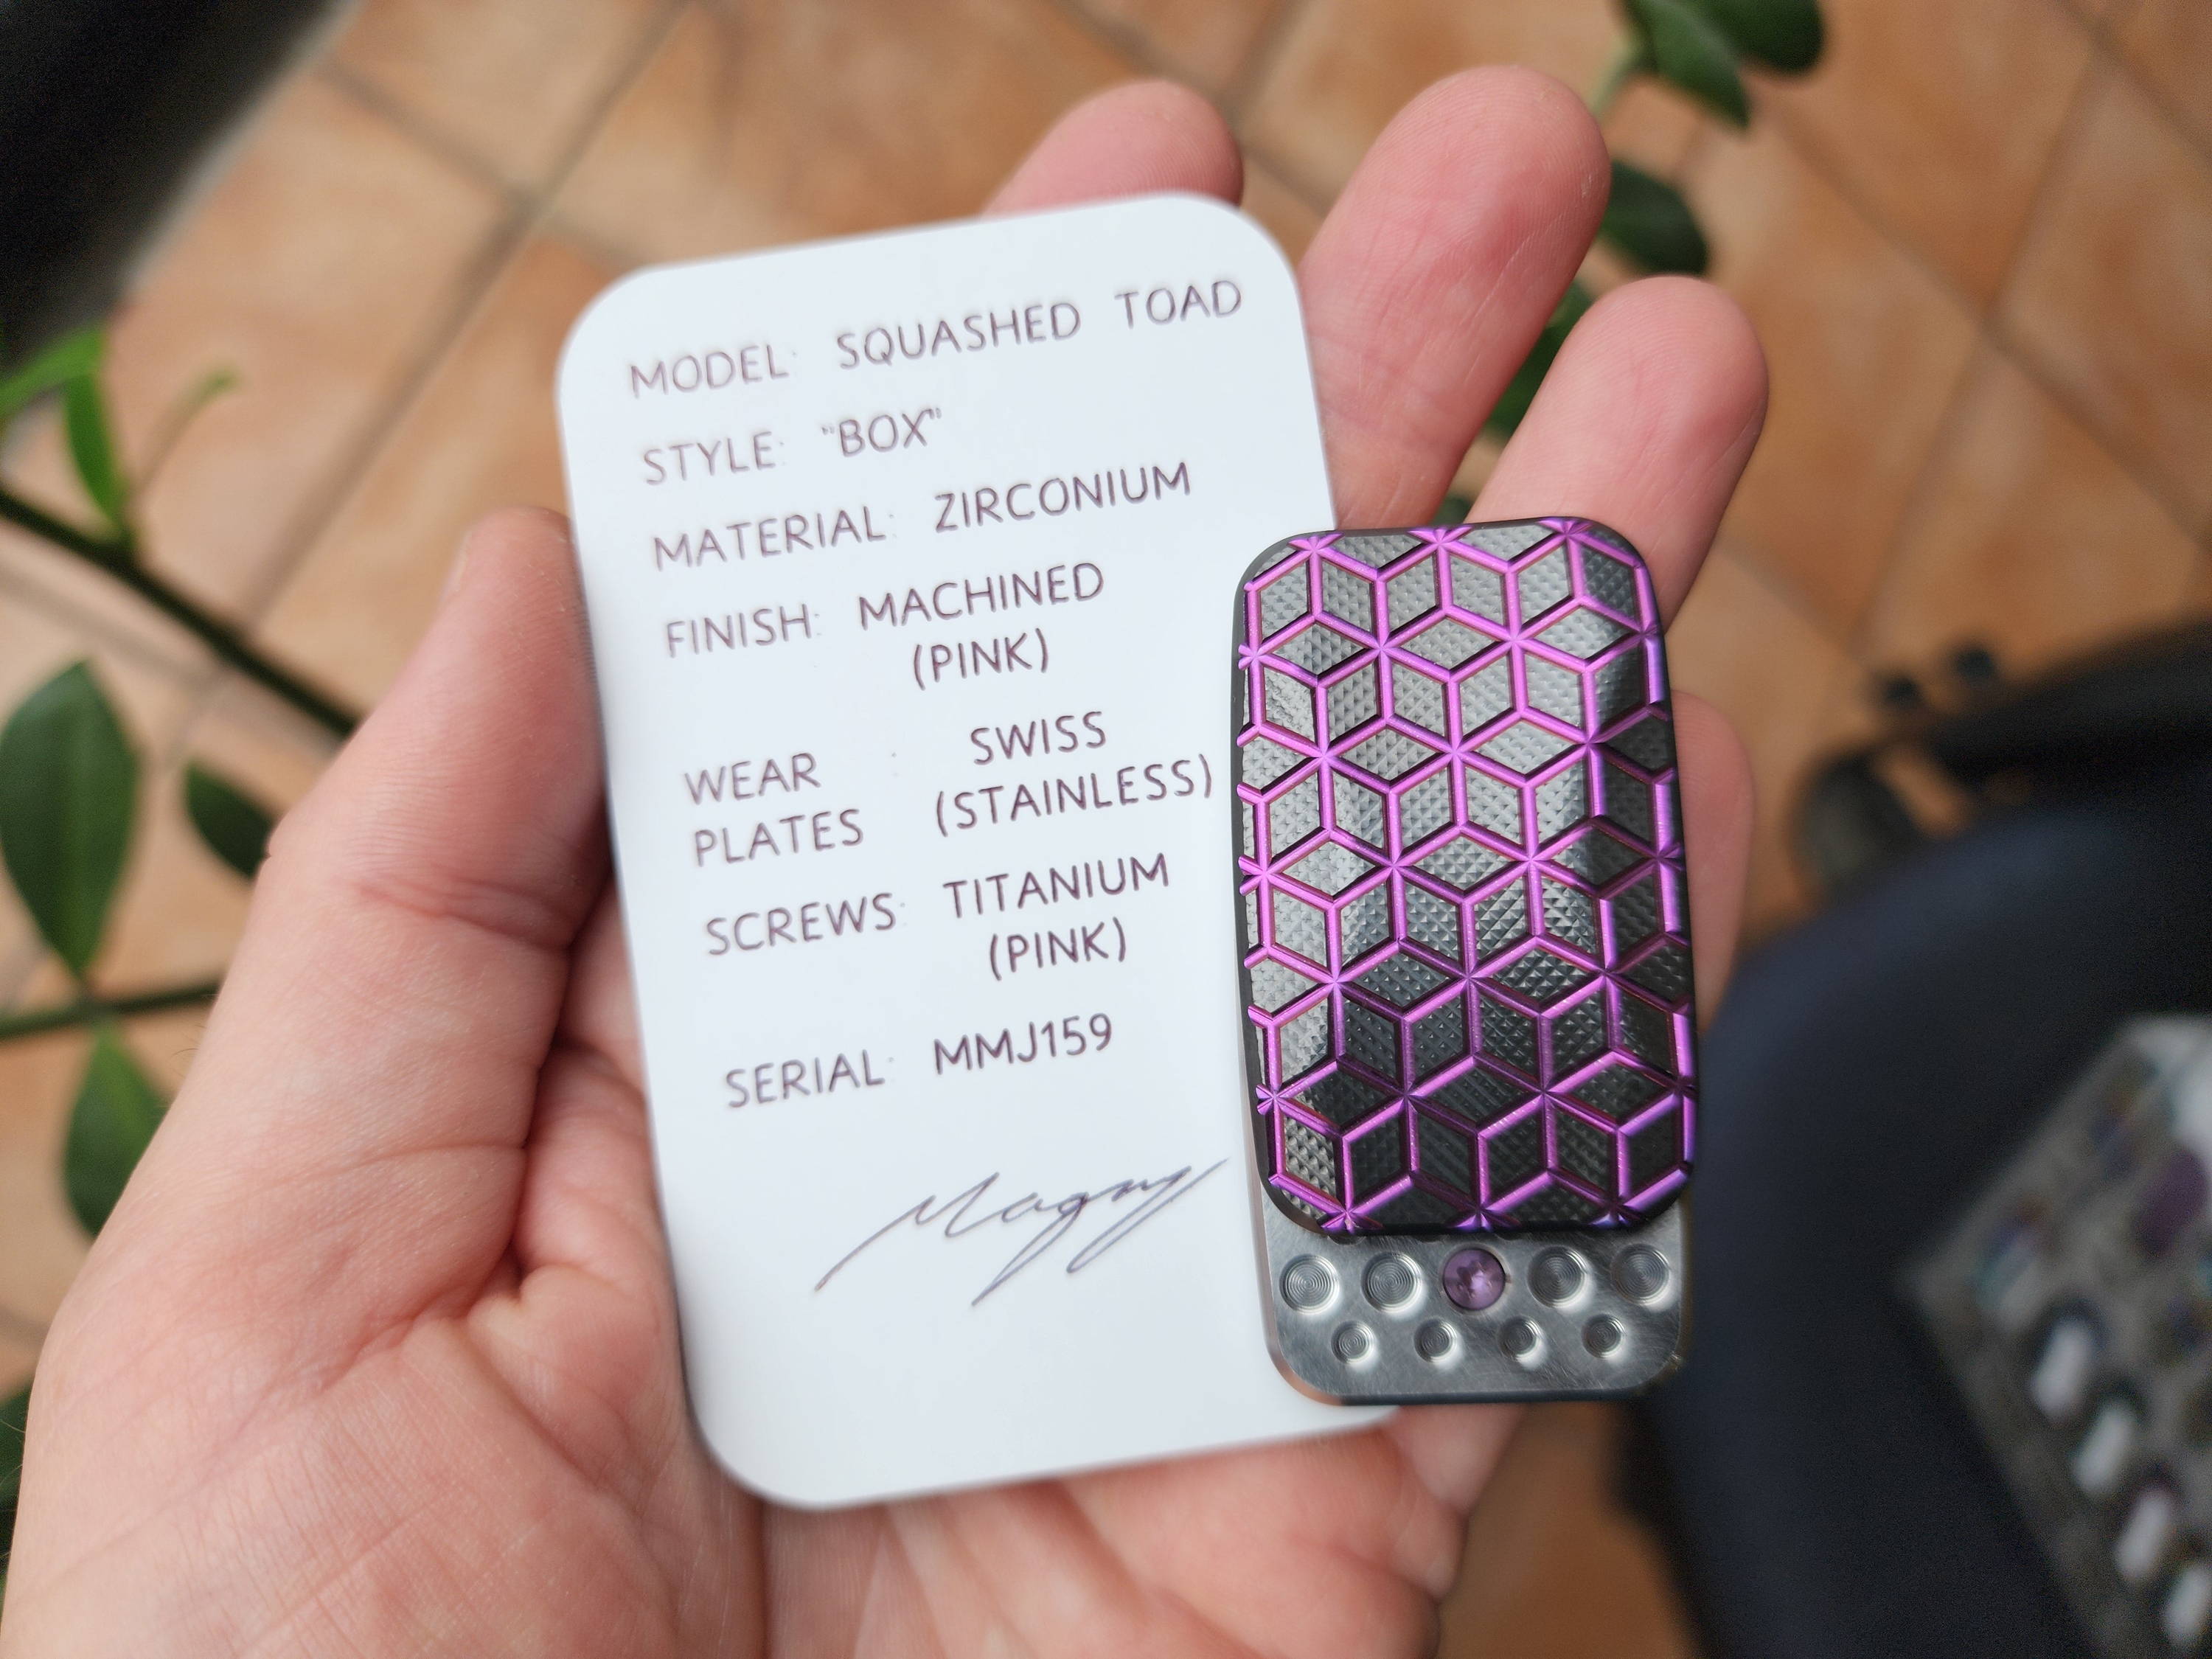 MODEL: SQUASHED TOAD
STYLE: "BOX"
MATERIAL: ZIRCONIUM
FINISH: MACHINED
(PINK)
WEAR PLATES : SWISS (STAINLESS)
SCREWS: TITANIUM
(PINK)
SERIAL: MMJ159